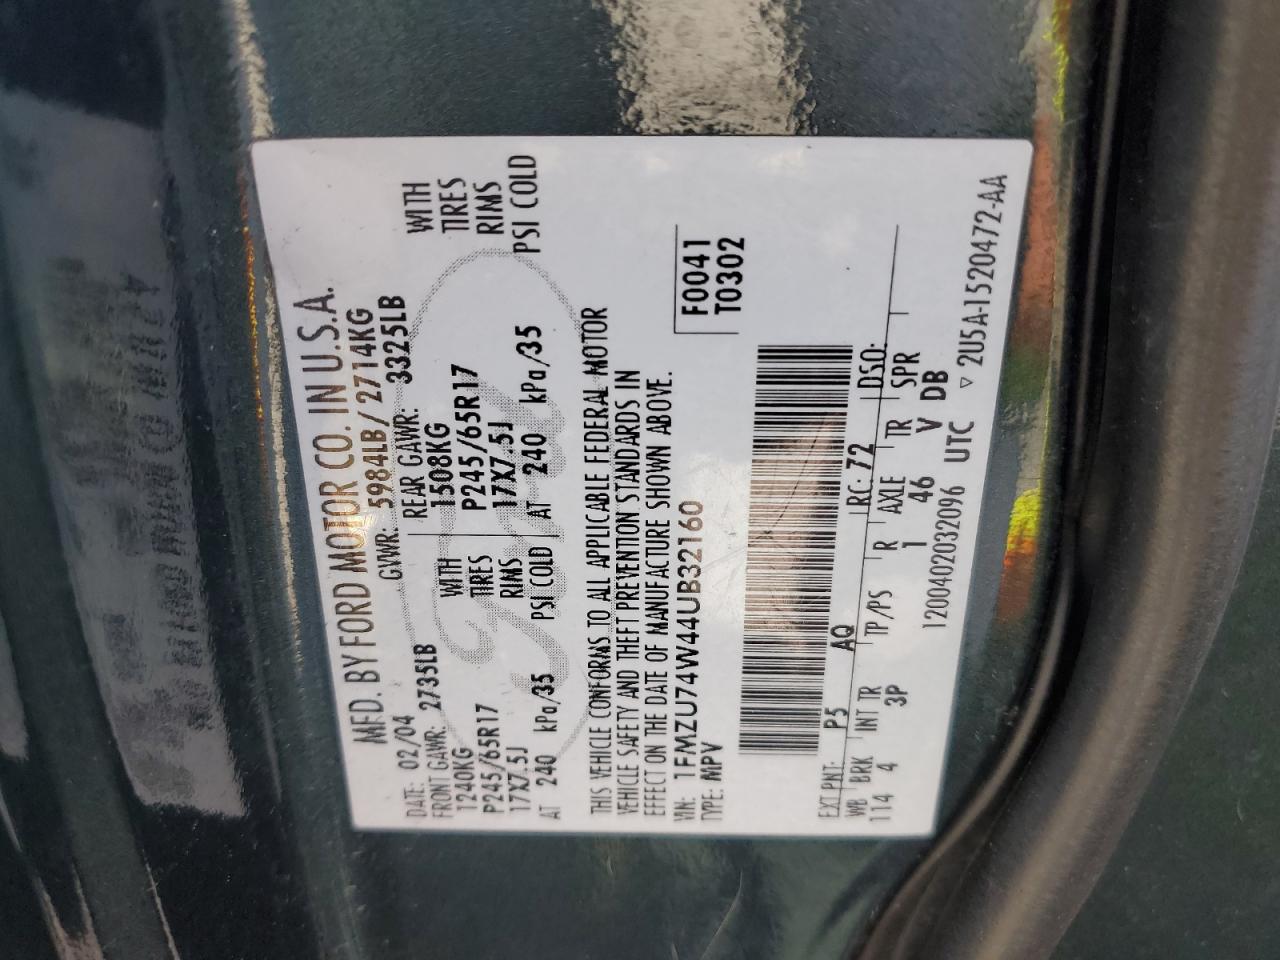 MFD. BY FORD MOTOR CO. IN U.S.A.
DATE: 02/04 GVWR: 5984LB / 2714KG
FRONT GAWR: 2735LB REAR GAWR: 3325LB
1240KG WITH 1508KG WITH
P245/65R17 TIRES P245/65R17 TIRES
17X7.5J RIMS 17X7.5J RIMS
AT 240 kPa/35 PSI COLD AT 240 kPa/35 PSI COLD
THIS VEHICLE CONFORMS TO ALL APPLICABLE FEDERAL MOTOR
VEHICLE SAFETY AND THEFT PREVENTION STANDARDS IN
EFFECT ON THE DATE OF MANUFACTURE SHOWN ABOVE.
VIN: 1FMZU74W44UB32160 F0041
TYPE: MPV T0302
EXT PNT: P5 AQ RC: 72 DSO:
WB BRK INT TR TP/PS R AXLE TR SPR
114 4 3P 1 46 V DB
1200402032096 UTC ▽ 2U5A-1520472-AA
Ford